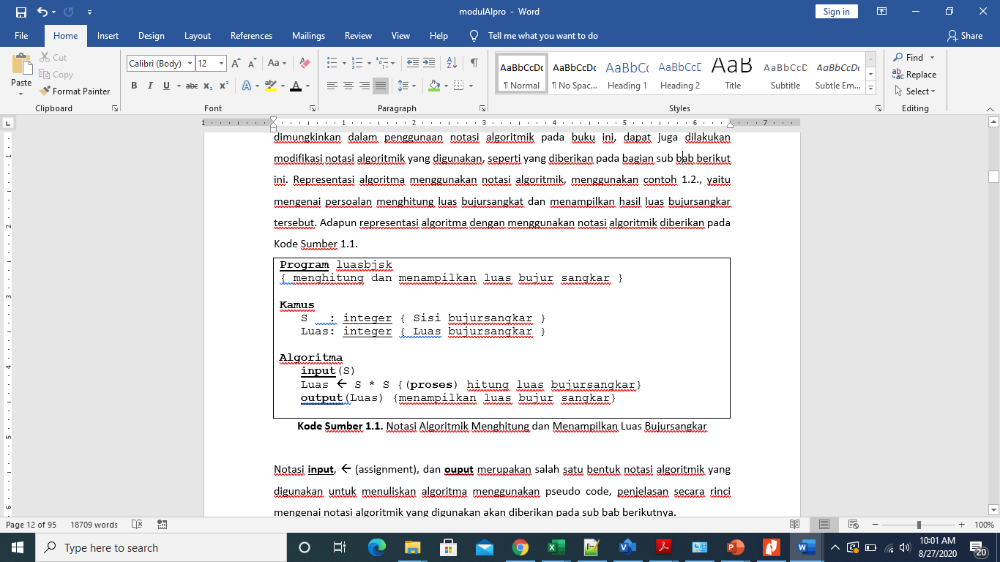 modulAlpro - Word
Sign in
File Home Insert Design Layout References Mailings Review View Help Tell me what you want to do Share
Paste
Cut
Copy
Format Painter
Clipboard
Calibri (Body) 12
Font
Paragraph
AaBbCcDc AaBbCcDc AaBbCc AaBbCcD AaB AaBbCcD AaBbCcDc
¶ Normal ¶ No Spac... Heading 1 Heading 2 Title Subtitle Subtle Em...
Styles
Find
Replace
Select
Editing
dimungkinkan dalam penggunaan notasi algoritmik pada buku ini, dapat juga dilakukan
modifikasi notasi algoritmik yang digunakan, seperti yang diberikan pada bagian sub bab berikut
ini. Representasi algoritma menggunakan notasi algoritmik, menggunakan contoh 1.2., yaitu
mengenai persoalan menghitung luas bujursangkat dan menampilkan hasil luas bujursangkar
tersebut. Adapun representasi algoritma dengan menggunakan notasi algoritmik diberikan pada
Kode Sumber 1.1.
Program luasbjsk
{ menghitung dan menampilkan luas bujur sangkar }
Kamus
S : integer { Sisi bujursangkar }
Luas: integer { Luas bujursangkar }
Algoritma
input(S)
Luas ← S * S {(proses) hitung luas bujursangkar}
output(Luas) {menampilkan luas bujur sangkar}
Kode Sumber 1.1. Notasi Algoritmik Menghitung dan Menampilkan Luas Bujursangkar
Notasi input, ← (assignment), dan ouput merupakan salah satu bentuk notasi algoritmik yang
digunakan untuk menuliskan algoritma menggunakan pseudo code, penjelasan secara rinci
mengenai notasi algoritmik yang digunakan akan diberikan pada sub bab berikutnya.
Page 12 of 95 18709 words 100%
Type here to search
10:01 AM
8/27/2020
20